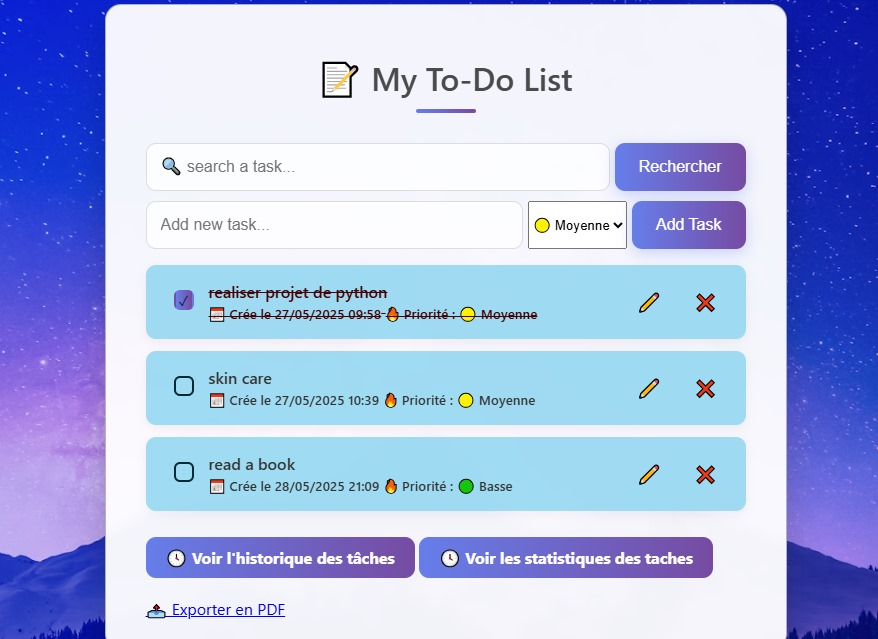 My To-Do List
search a task...
Rechercher
Add new task...
Moyenne
Add Task
realiser projet de python
Crée le 27/05/2025 09:58 Priorité : Moyenne
skin care
Crée le 27/05/2025 10:39 Priorité : Moyenne
read a book
Crée le 28/05/2025 21:09 Priorité : Basse
Voir l'historique des tâches
Voir les statistiques des taches
Exporter en PDF